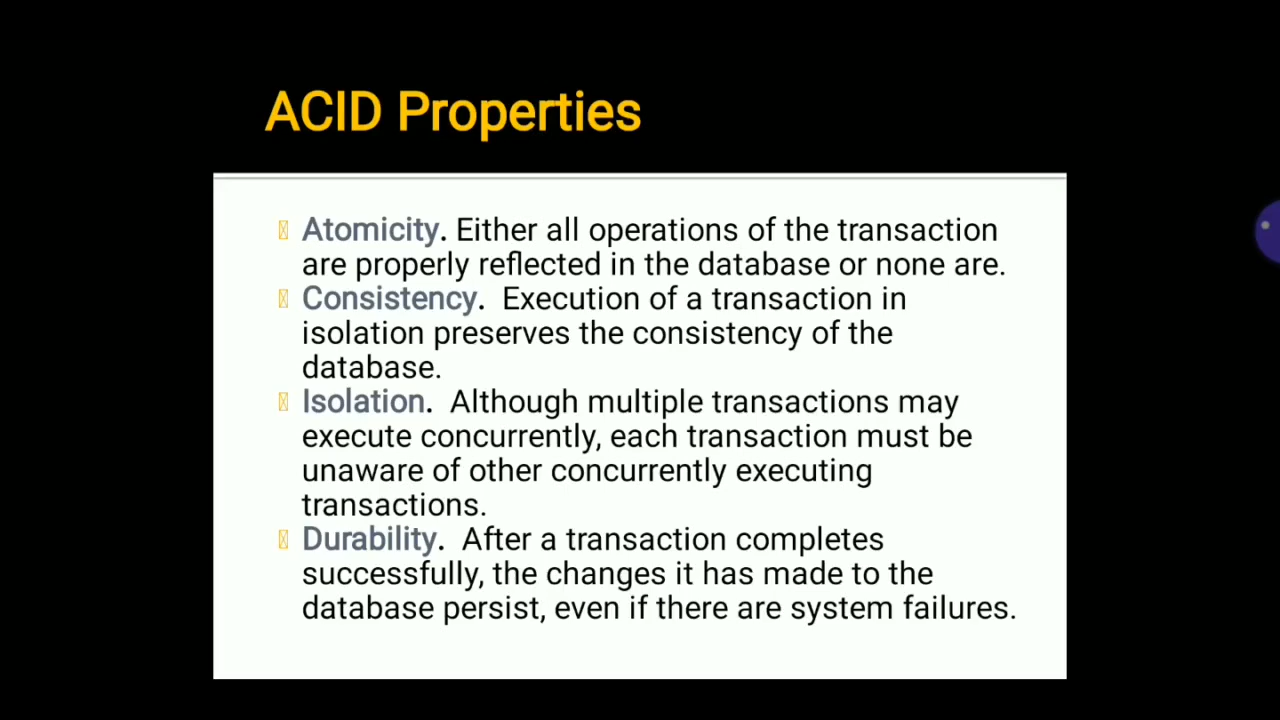 ACID Properties
Atomicity. Either all operations of the transaction
are properly reflected in the database or none are.
Consistency.  Execution of a transaction in
isolation preserves the consistency of the
database.
Isolation.  Although multiple transactions may
execute concurrently, each transaction must be
unaware of other concurrently executing
transactions.
Durability.  After a transaction completes
successfully, the changes it has made to the
database persist, even if there are system failures.